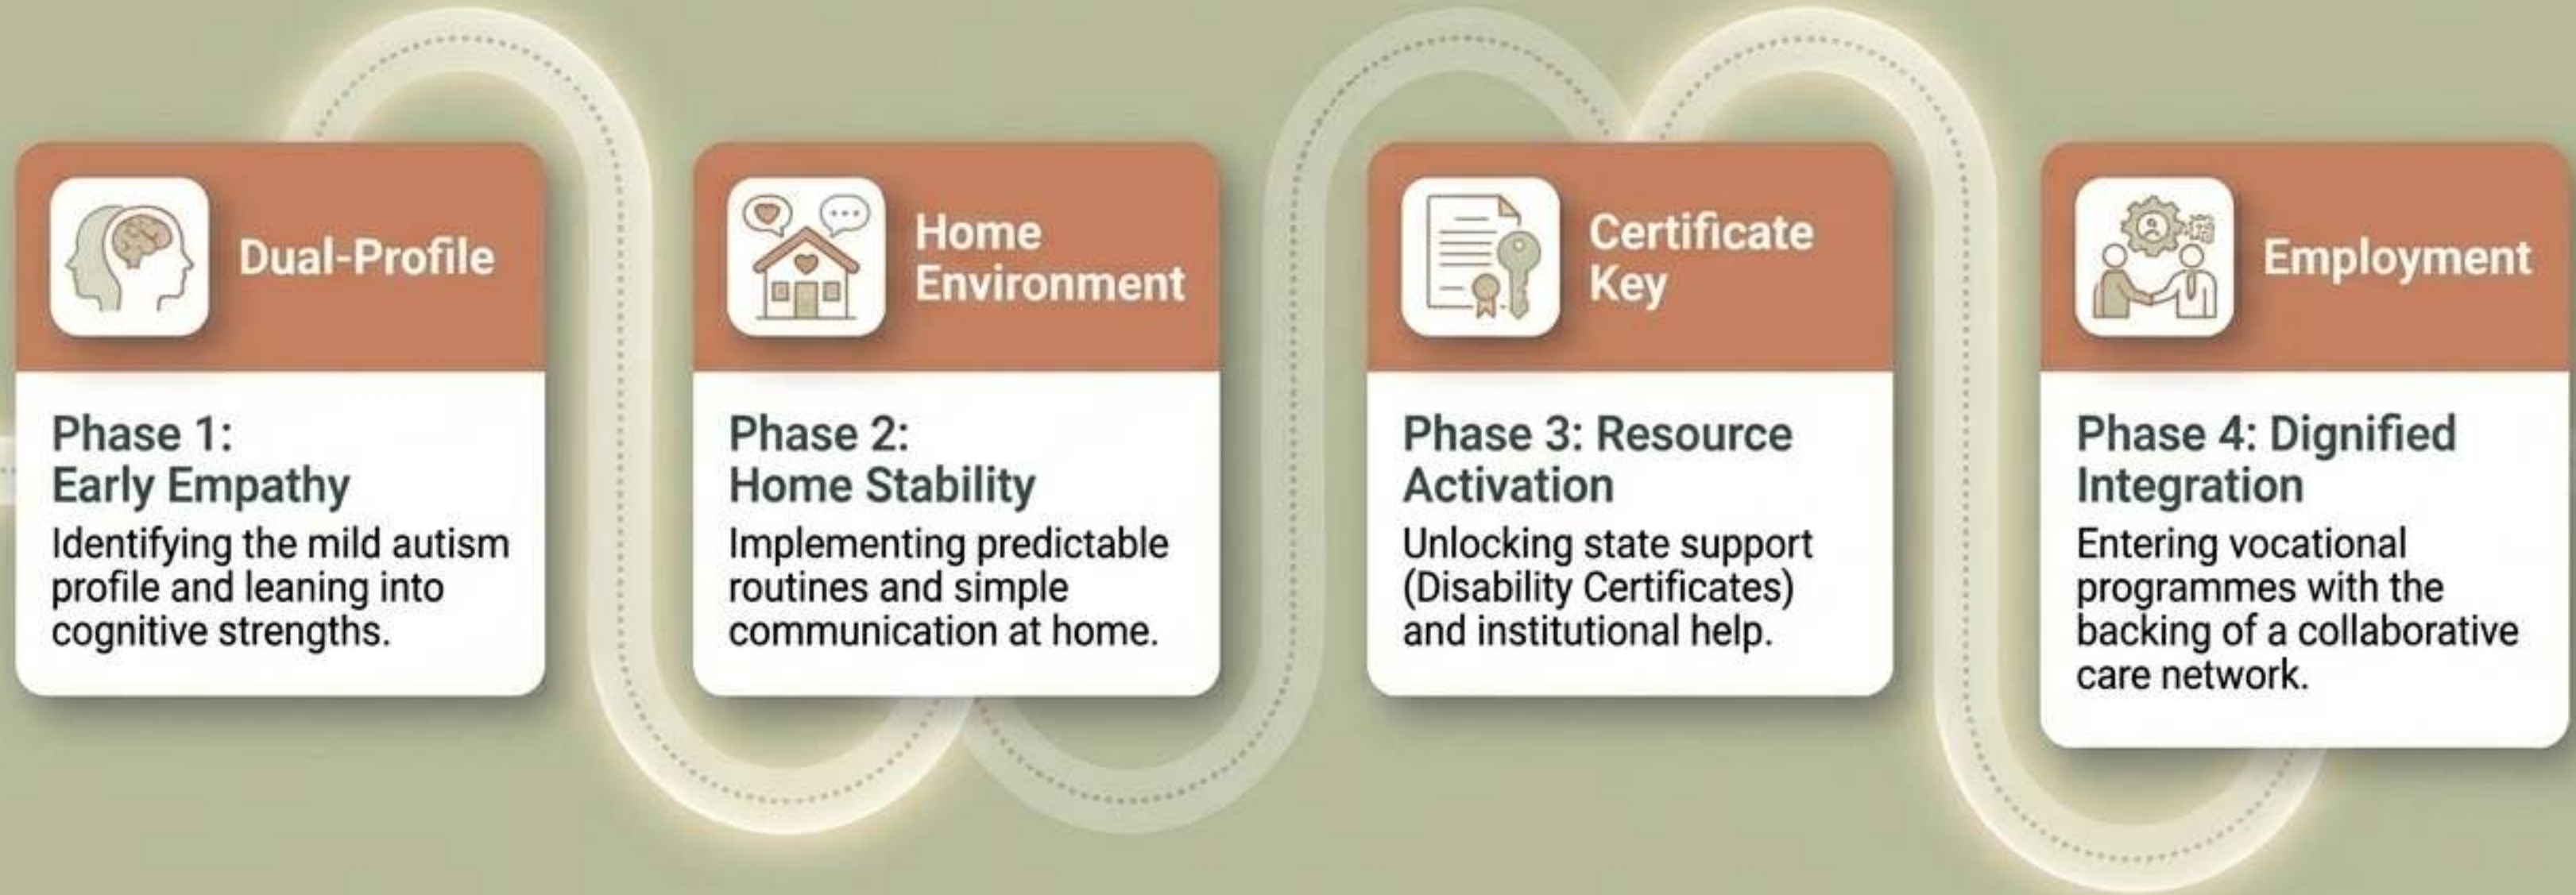 Dual-Profile
Phase 1:
Early Empathy
Identifying the mild autism
profile and leaning into
cognitive strengths.
Home
Environment
Phase 2:
Home Stability
Implementing predictable
routines and simple
communication at home.
Certificate
Key
Phase 3: Resource
Activation
Unlocking state support
(Disability Certificates)
and institutional help.
Employment
Phase 4: Dignified
Integration
Entering vocational
programmes with the
backing of a collaborative
care network.